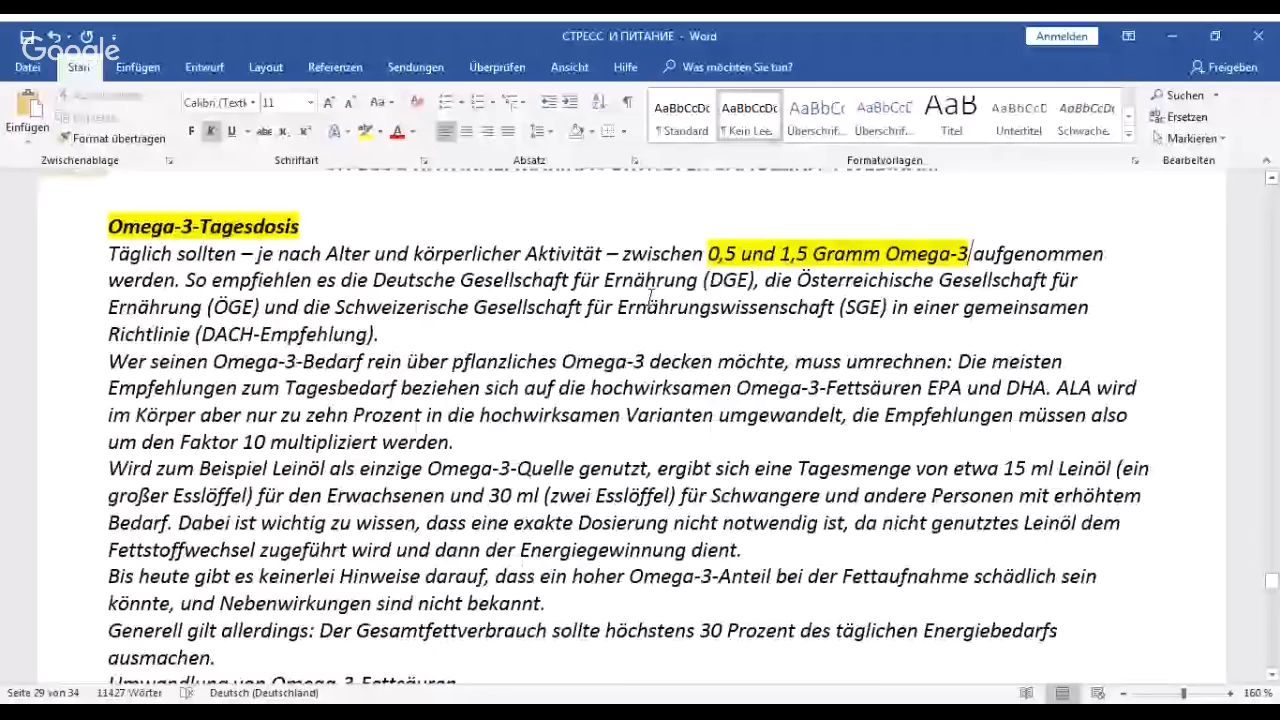 СТРЕСС И ПИТАНИЕ - Word
Anmelden
Google
Datei Start Einfügen Entwurf Layout Referenzen Sendungen Überprüfen Ansicht Hilfe Was möchten Sie tun? Freigeben
Einfügen
Format übertragen
Zwischenablage
Calibri (Textk 11
Schriftart
Absatz
AaBbCcDc AaBbCcDc AaBbCc AaBbCcD AaB AaBbCcD AaBbCcDc
¶ Standard ¶ Kein Lee... Überschrif... Überschrif... Titel Untertitel Schwache...
Formatvorlagen
Suchen
Ersetzen
Markieren
Bearbeiten
Omega-3-Tagesdosis
Täglich sollten – je nach Alter und körperlicher Aktivität – zwischen 0,5 und 1,5 Gramm Omega-3 aufgenommen
werden. So empfiehlen es die Deutsche Gesellschaft für Ernährung (DGE), die Österreichische Gesellschaft für
Ernährung (ÖGE) und die Schweizerische Gesellschaft für Ernährungswissenschaft (SGE) in einer gemeinsamen
Richtlinie (DACH-Empfehlung).
Wer seinen Omega-3-Bedarf rein über pflanzliches Omega-3 decken möchte, muss umrechnen: Die meisten
Empfehlungen zum Tagesbedarf beziehen sich auf die hochwirksamen Omega-3-Fettsäuren EPA und DHA. ALA wird
im Körper aber nur zu zehn Prozent in die hochwirksamen Varianten umgewandelt, die Empfehlungen müssen also
um den Faktor 10 multipliziert werden.
Wird zum Beispiel Leinöl als einzige Omega-3-Quelle genutzt, ergibt sich eine Tagesmenge von etwa 15 ml Leinöl (ein
großer Esslöffel) für den Erwachsenen und 30 ml (zwei Esslöffel) für Schwangere und andere Personen mit erhöhtem
Bedarf. Dabei ist wichtig zu wissen, dass eine exakte Dosierung nicht notwendig ist, da nicht genutztes Leinöl dem
Fettstoffwechsel zugeführt wird und dann der Energiegewinnung dient.
Bis heute gibt es keinerlei Hinweise darauf, dass ein hoher Omega-3-Anteil bei der Fettaufnahme schädlich sein
könnte, und Nebenwirkungen sind nicht bekannt.
Generell gilt allerdings: Der Gesamtfettverbrauch sollte höchstens 30 Prozent des täglichen Energiebedarfs
ausmachen.
Umwandlung von Omega-3-Fettsäuren
Seite 29 von 34 11427 Wörter Deutsch (Deutschland) 160 %